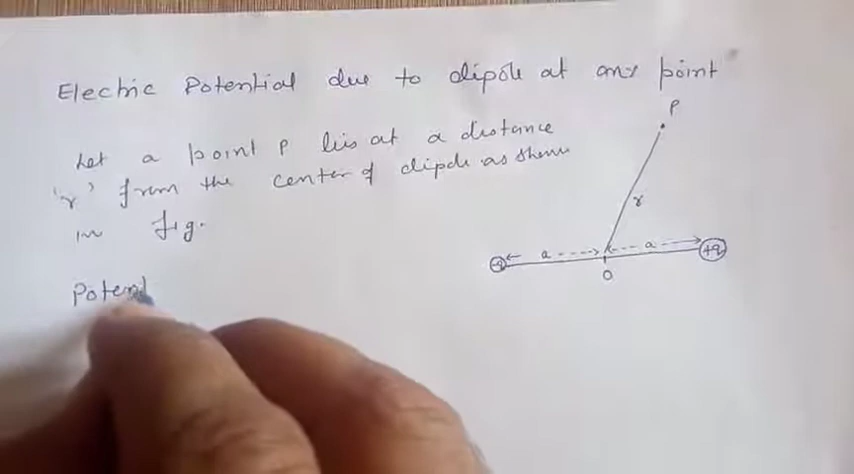 Electric Potential due to dipole at any point
Let a point P lies at a distance
'r' from the center of dipole as shown
in fig.
Potent
P
r
-q
a
a
+q
O